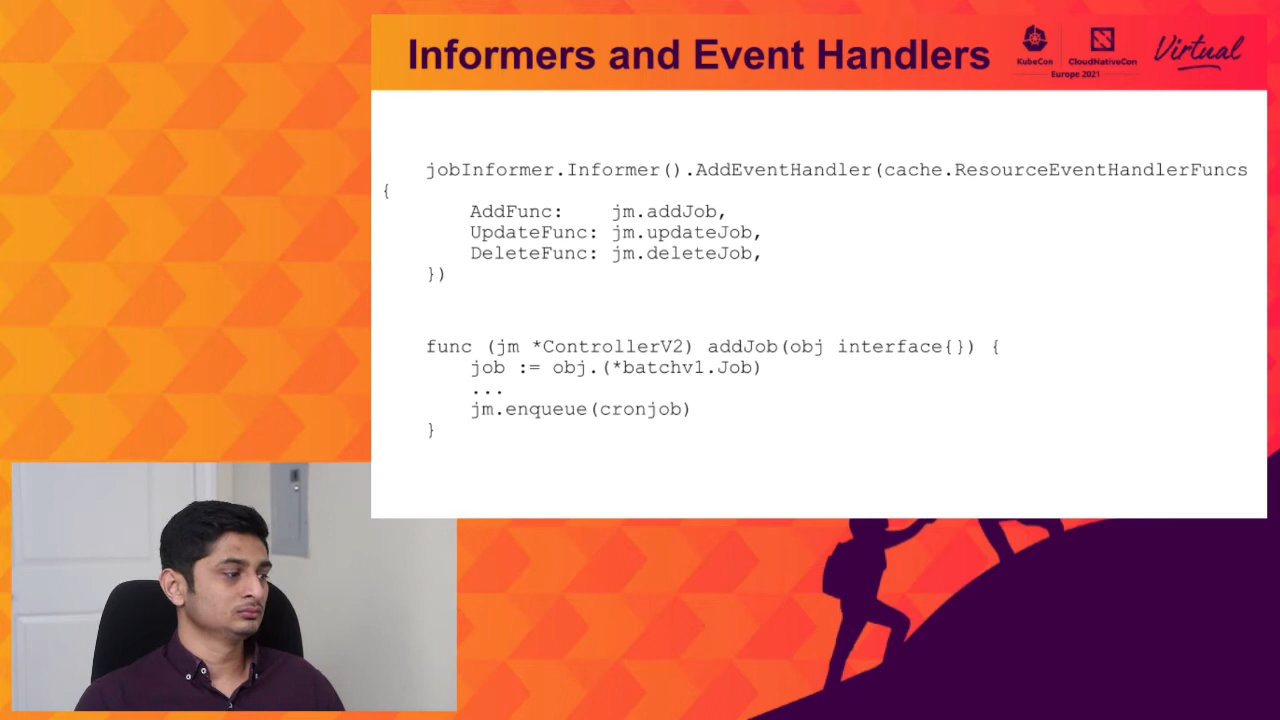 Informers and Event Handlers
KubeCon
CloudNativeCon
Europe 2021
Virtual
jobInformer.Informer().AddEventHandler(cache.ResourceEventHandlerFuncs
{
AddFunc:    jm.addJob,
UpdateFunc: jm.updateJob,
DeleteFunc: jm.deleteJob,
})
func (jm *ControllerV2) addJob(obj interface{}) {
job := obj.(*batchv1.Job)
...
jm.enqueue(cronjob)
}